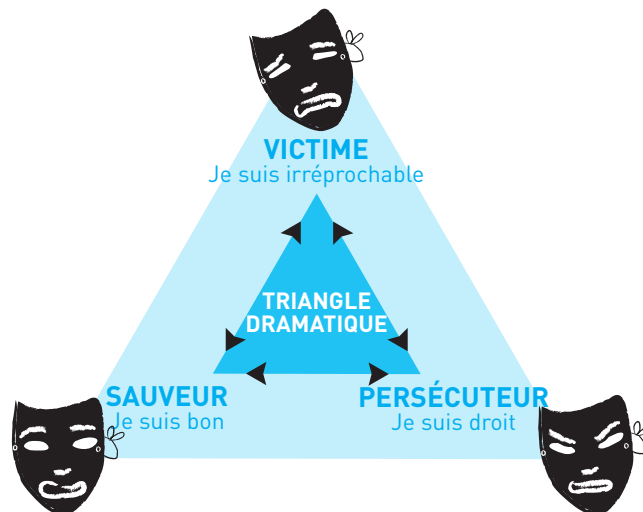 VICTIME
Je suis irréprochable
TRIANGLE
DRAMATIQUE
SAUVEUR
Je suis bon
PERSÉCUTEUR
Je suis droit